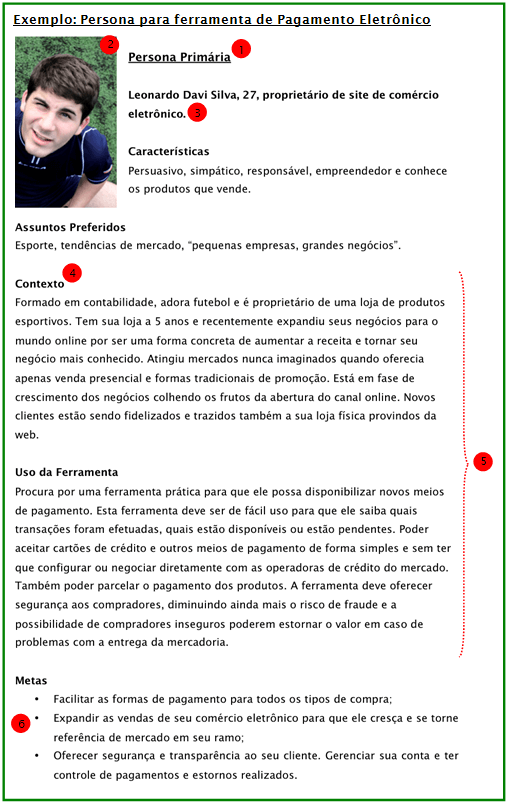 Exemplo: Persona para ferramenta de Pagamento Eletrônico
2
Persona Primária 1
Leonardo Davi Silva, 27, proprietário de site de comércio
eletrônico. 3
Características
Persuasivo, simpático, responsável, empreendedor e conhece
os produtos que vende.
Assuntos Preferidos
Esporte, tendências de mercado, “pequenas empresas, grandes negócios”.
4
Contexto
Formado em contabilidade, adora futebol e é proprietário de uma loja de produtos
esportivos. Tem sua loja a 5 anos e recentemente expandiu seus negócios para o
mundo online por ser uma forma concreta de aumentar a receita e tornar seu
negócio mais conhecido. Atingiu mercados nunca imaginados quando oferecia
apenas venda presencial e formas tradicionais de promoção. Está em fase de
crescimento dos negócios colhendo os frutos da abertura do canal online. Novos
clientes estão sendo fidelizados e trazidos também a sua loja física provindos da
web.
5
Uso da Ferramenta
Procura por uma ferramenta prática para que ele possa disponibilizar novos meios
de pagamento. Esta ferramenta deve ser de fácil uso para que ele saiba quais
transações foram efetuadas, quais estão disponíveis ou estão pendentes. Poder
aceitar cartões de crédito e outros meios de pagamento de forma simples e sem ter
que configurar ou negociar diretamente com as operadoras de crédito do mercado.
Também poder parcelar o pagamento dos produtos. A ferramenta deve oferecer
segurança aos compradores, diminuindo ainda mais o risco de fraude e a
possibilidade de compradores inseguros poderem estornar o valor em caso de
problemas com a entrega da mercadoria.
Metas
• Facilitar as formas de pagamento para todos os tipos de compra;
6 • Expandir as vendas de seu comércio eletrônico para que ele cresça e se torne
referência de mercado em seu ramo;
• Oferecer segurança e transparência ao seu cliente. Gerenciar sua conta e ter
controle de pagamentos e estornos realizados.